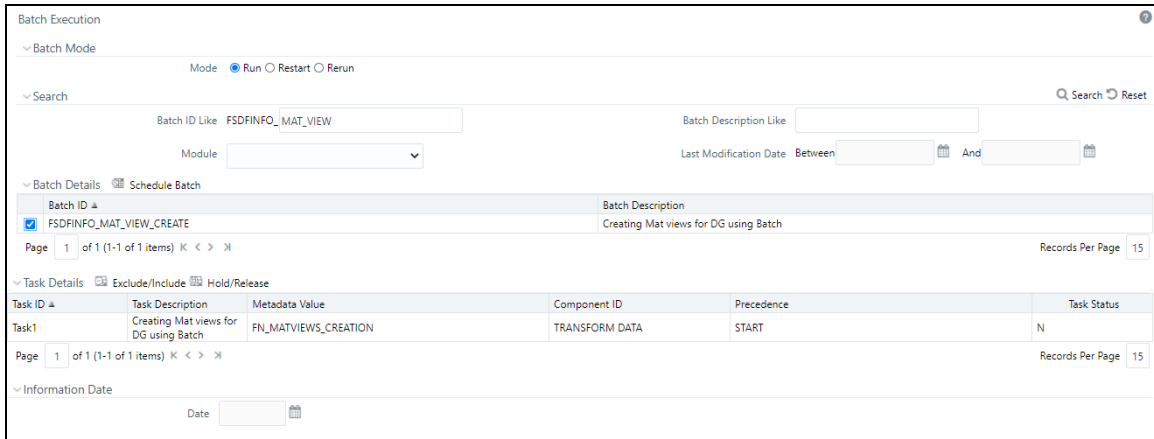 Batch Execution
Batch Mode
Mode Run Restart Rerun
Search Search Reset
Batch ID Like FSDFINFO_ MAT_VIEW Batch Description Like
Module Last Modification Date Between And
Batch Details Schedule Batch
Batch ID Batch Description
FSDFINFO_MAT_VIEW_CREATE Creating Mat views for DG using Batch
Page 1 of 1 (1-1 of 1 items) Records Per Page 15
Task Details Exclude/Include Hold/Release
Task ID Task Description Metadata Value Component ID Precedence Task Status
Task1 Creating Mat views for DG using Batch FN_MATVIEWS_CREATION TRANSFORM DATA START N
Page 1 of 1 (1-1 of 1 items) Records Per Page 15
Information Date
Date